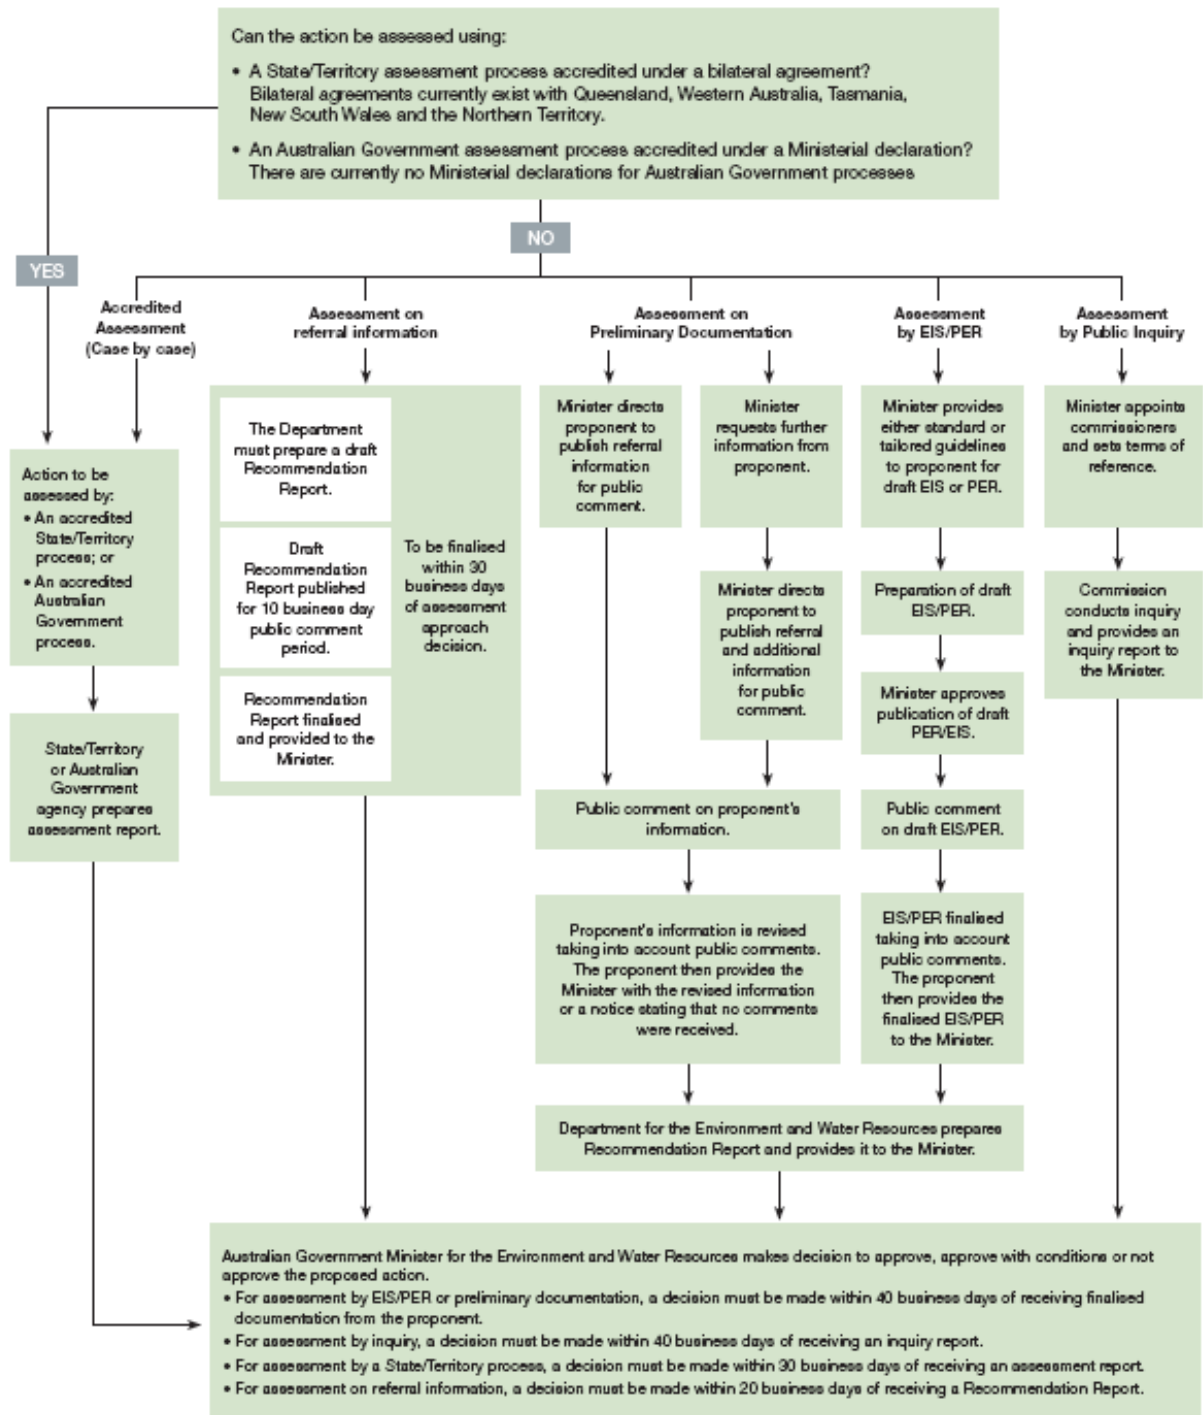 Can the action be assessed using:
• A State/Territory assessment process accredited under a bilateral agreement?
Bilateral agreements currently exist with Queensland, Western Australia, Tasmania,
New South Wales and the Northern Territory.
• An Australian Government assessment process accredited under a Ministerial declaration?
There are currently no Ministerial declarations for Australian Government processes
NO
YES
Accredited
Assessment
(Case by case)
Assessment on
referral information
Assessment on
Preliminary Documentation
Assessment
by EIS/PER
Assessment
by Public Inquiry
Action to be
assessed by:
• An accredited
State/Territory
process; or
• An accredited
Australian
Government
process.
State/Territory
or Australian
Government
agency prepares
assessment report.
The Department
must prepare a draft
Recommendation
Report.
Draft
Recommendation
Report published
for 10 business day
public comment
period.
Recommendation
Report finalised
and provided to the
Minister.
To be finalised
within 30
business days
of assessment
approach
decision.
Minister directs
proponent to
publish referral
information
for public
comment.
Minister
requests further
information from
proponent.
Minister directs
proponent to
publish referral
and additional
information
for public
comment.
Public comment on proponent's
information.
Proponent's information is revised
taking into account public comments.
The proponent then provides the
Minister with the revised information
or a notice stating that no comments
were received.
Minister provides
either standard or
tailored guidelines
to proponent for
draft EIS or PER.
Preparation of draft
EIS/PER.
Minister approves
publication of draft
PER/EIS.
Public comment
on draft EIS/PER.
EIS/PER finalised
taking into account
public comments.
The proponent
then provides the
finalised EIS/PER
to the Minister.
Minister appoints
commissioners
and sets terms of
reference.
Commission
conducts inquiry
and provides an
inquiry report to
the Minister.
Department for the Environment and Water Resources prepares
Recommendation Report and provides it to the Minister.
Australian Government Minister for the Environment and Water Resources makes decision to approve, approve with conditions or not
approve the proposed action.
• For assessment by EIS/PER or preliminary documentation, a decision must be made within 40 business days of receiving finalised
documentation from the proponent.
• For assessment by inquiry, a decision must be made within 40 business days of receiving an inquiry report.
• For assessment by a State/Territory process, a decision must be made within 30 business days of receiving an assessment report.
• For assessment on referral information, a decision must be made within 20 business days of receiving a Recommendation Report.